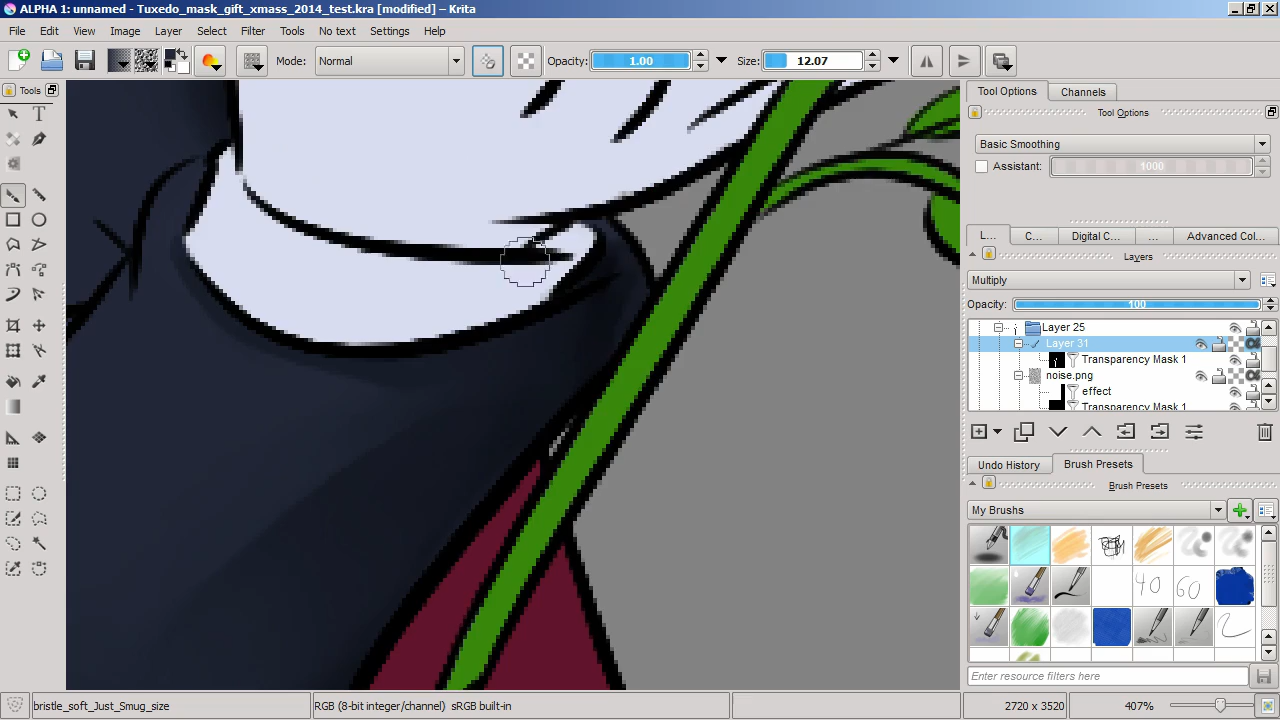 ALPHA 1: unnamed - Tuxedo_mask_gift_xmass_2014_test.kra [modified] - Krita
File Edit View Image Layer Select Filter Tools No text Settings Help
Mode: Normal Opacity: 1.00 Size: 12.07
Tools
Tool Options Channels
Tool Options
Basic Smoothing
Assistant: 1000
L... C... Digital C... ... Advanced Col...
Layers
Multiply
Opacity: 100
Layer 25
Layer 31
Transparency Mask 1
noise.png
effect
Transparency Mask 1
Undo History Brush Presets
Brush Presets
My Brushs
40 60
Enter resource filters here
bristle_soft_Just_Smug_size RGB (8-bit integer/channel) sRGB built-in 2720 x 3520 407%